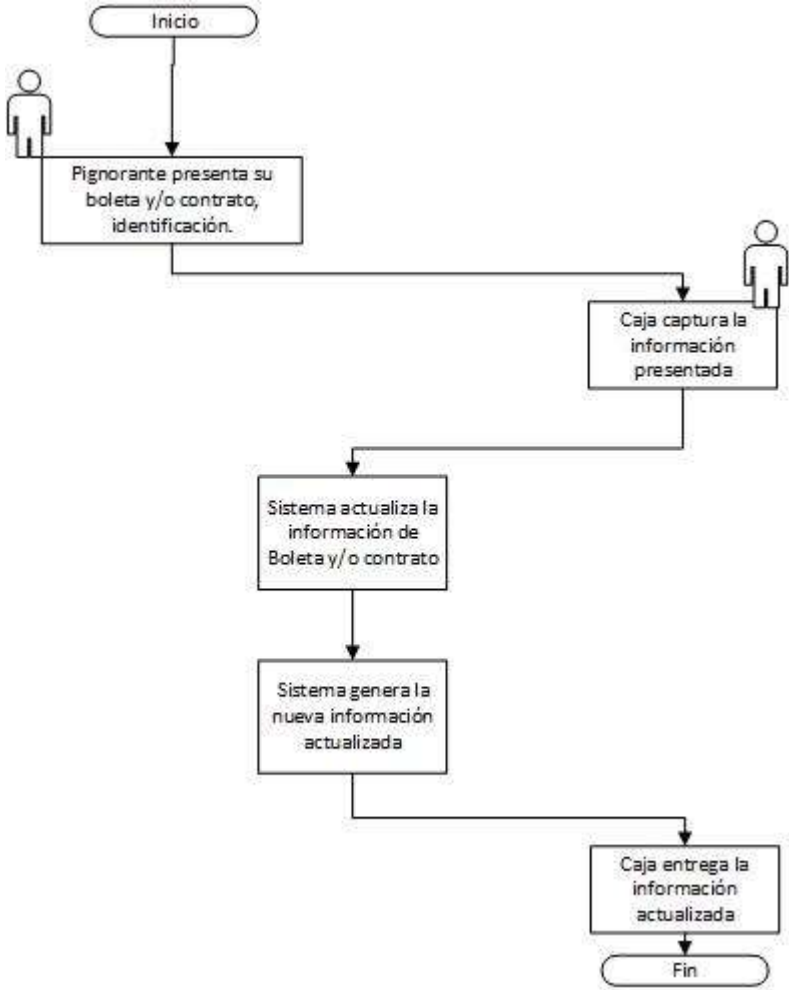 Inicio
Pignorante presenta su
boleta y/o contrato,
identificación.
Caja captura la
información
presentada
Sistema actualiza la
información de
Boleta y/o contrato
Sistema genera la
nueva información
actualizada
Caja entrega la
información
actualizada
Fin